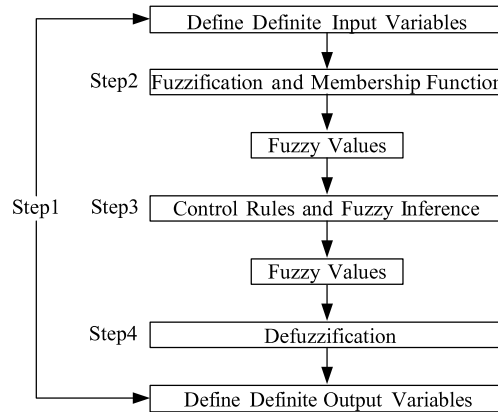 Define Definite Input Variables
Step2
Fuzzification and Membership Function
Fuzzy Values
Step1
Step3
Control Rules and Fuzzy Inference
Fuzzy Values
Step4
Defuzzification
Define Definite Output Variables